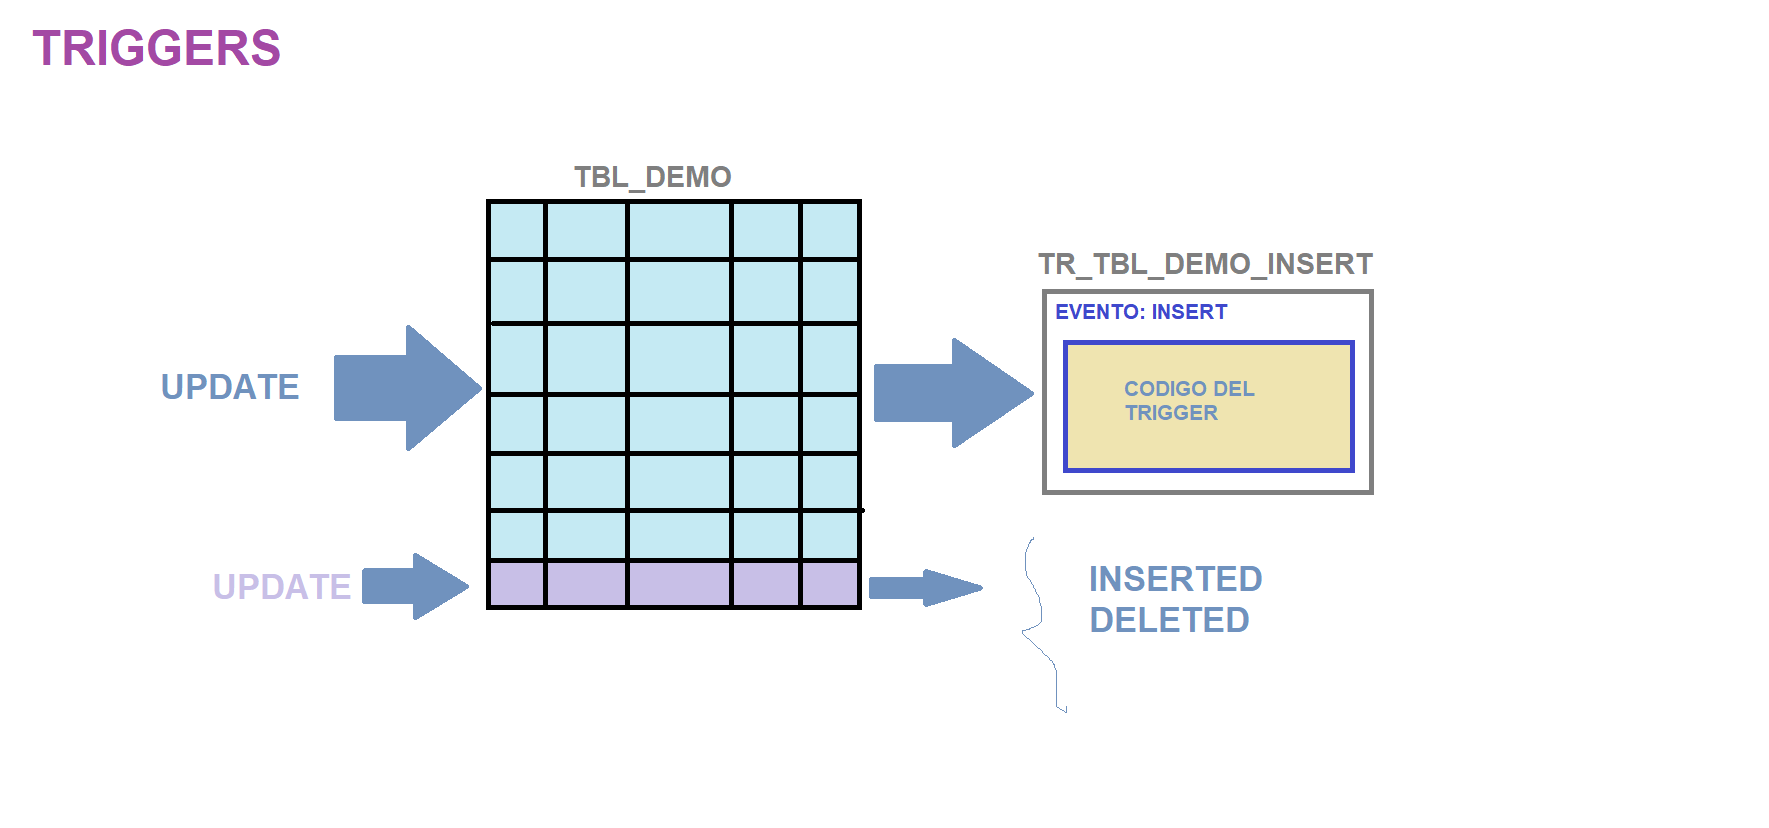 TRIGGERS
TBL_DEMO
TR_TBL_DEMO_INSERT
EVENTO: INSERT
UPDATE
CODIGO DEL
TRIGGER
UPDATE
INSERTED
DELETED